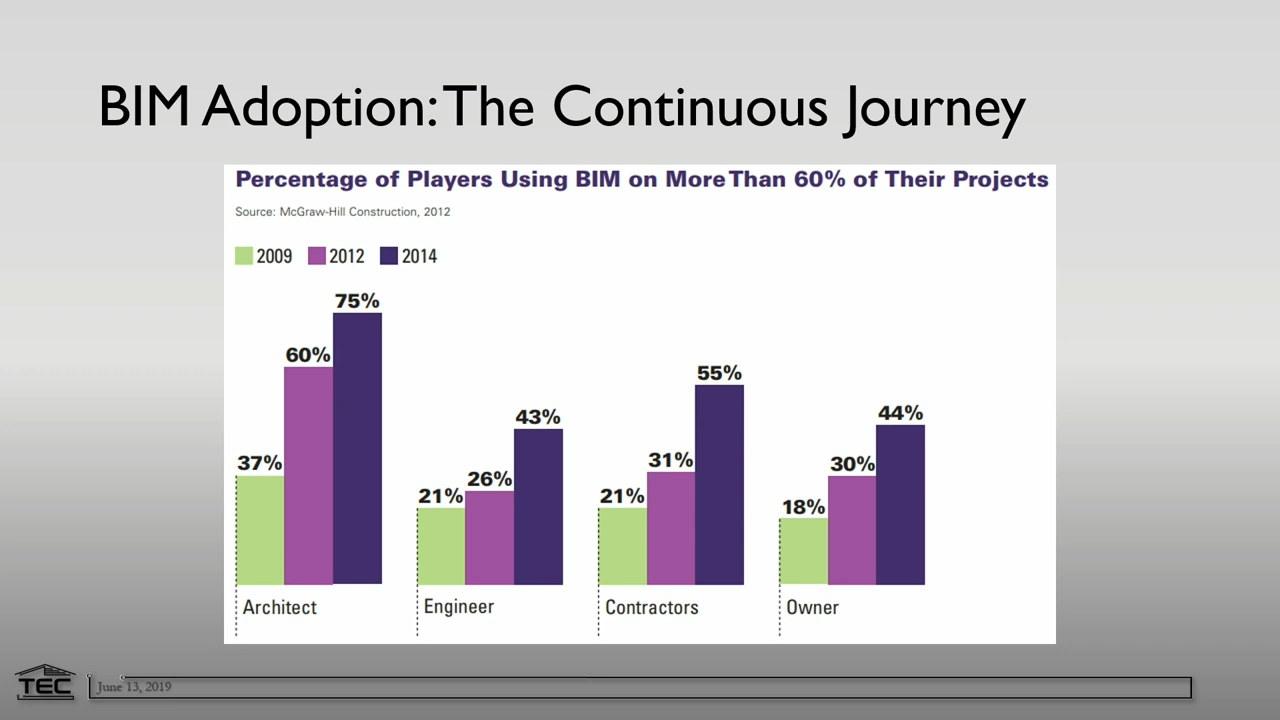 BIM Adoption: The Continuous Journey
Percentage of Players Using BIM on More Than 60% of Their Projects
Source: McGraw-Hill Construction, 2012
2009 2012 2014
75%
60%
37%
43%
26%
21%
55%
31%
21%
44%
30%
18%
Architect Engineer Contractors Owner
TEC
June 13, 2019